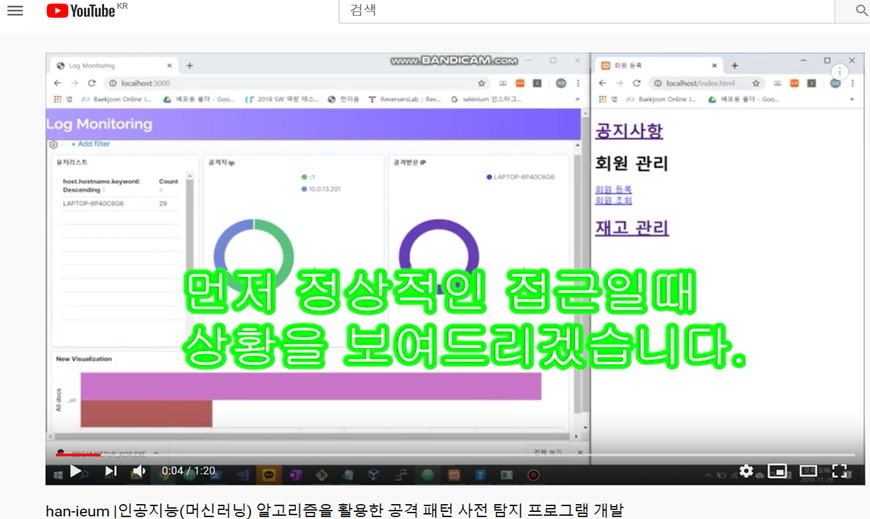 YouTube KR
검색
www.BANDICAM.com
Log Monitoring
localhost:3000
앱
Baekjoon Online J...
배포용 폴더 - Goo...
2018 SW 역량 테스...
한이음
ReversersLab :: Rev...
selenium 인스타그...
Log Monitoring
+ Add filter
유저리스트
host.hostname.keyword: Descending
Count
LAPTOP-6P40C6G6
29
공격자 ip
::1
10.0.13.201
공격받은 IP
LAPTOP-6P40C6G6
New Visualization
All docs
회원 등록
localhost/index.html
앱
Baekjoon Online J...
배포용 폴더 - Goo...
공지사항
회원 관리
회원 등록
회원 조회
재고 관리
먼저 정상적인 접근일때
상황을 보여드리겠습니다.
전체 보기
0:04 / 1:20
han-ieum |인공지능(머신러닝) 알고리즘을 활용한 공격 패턴 사전 탐지 프로그램 개발